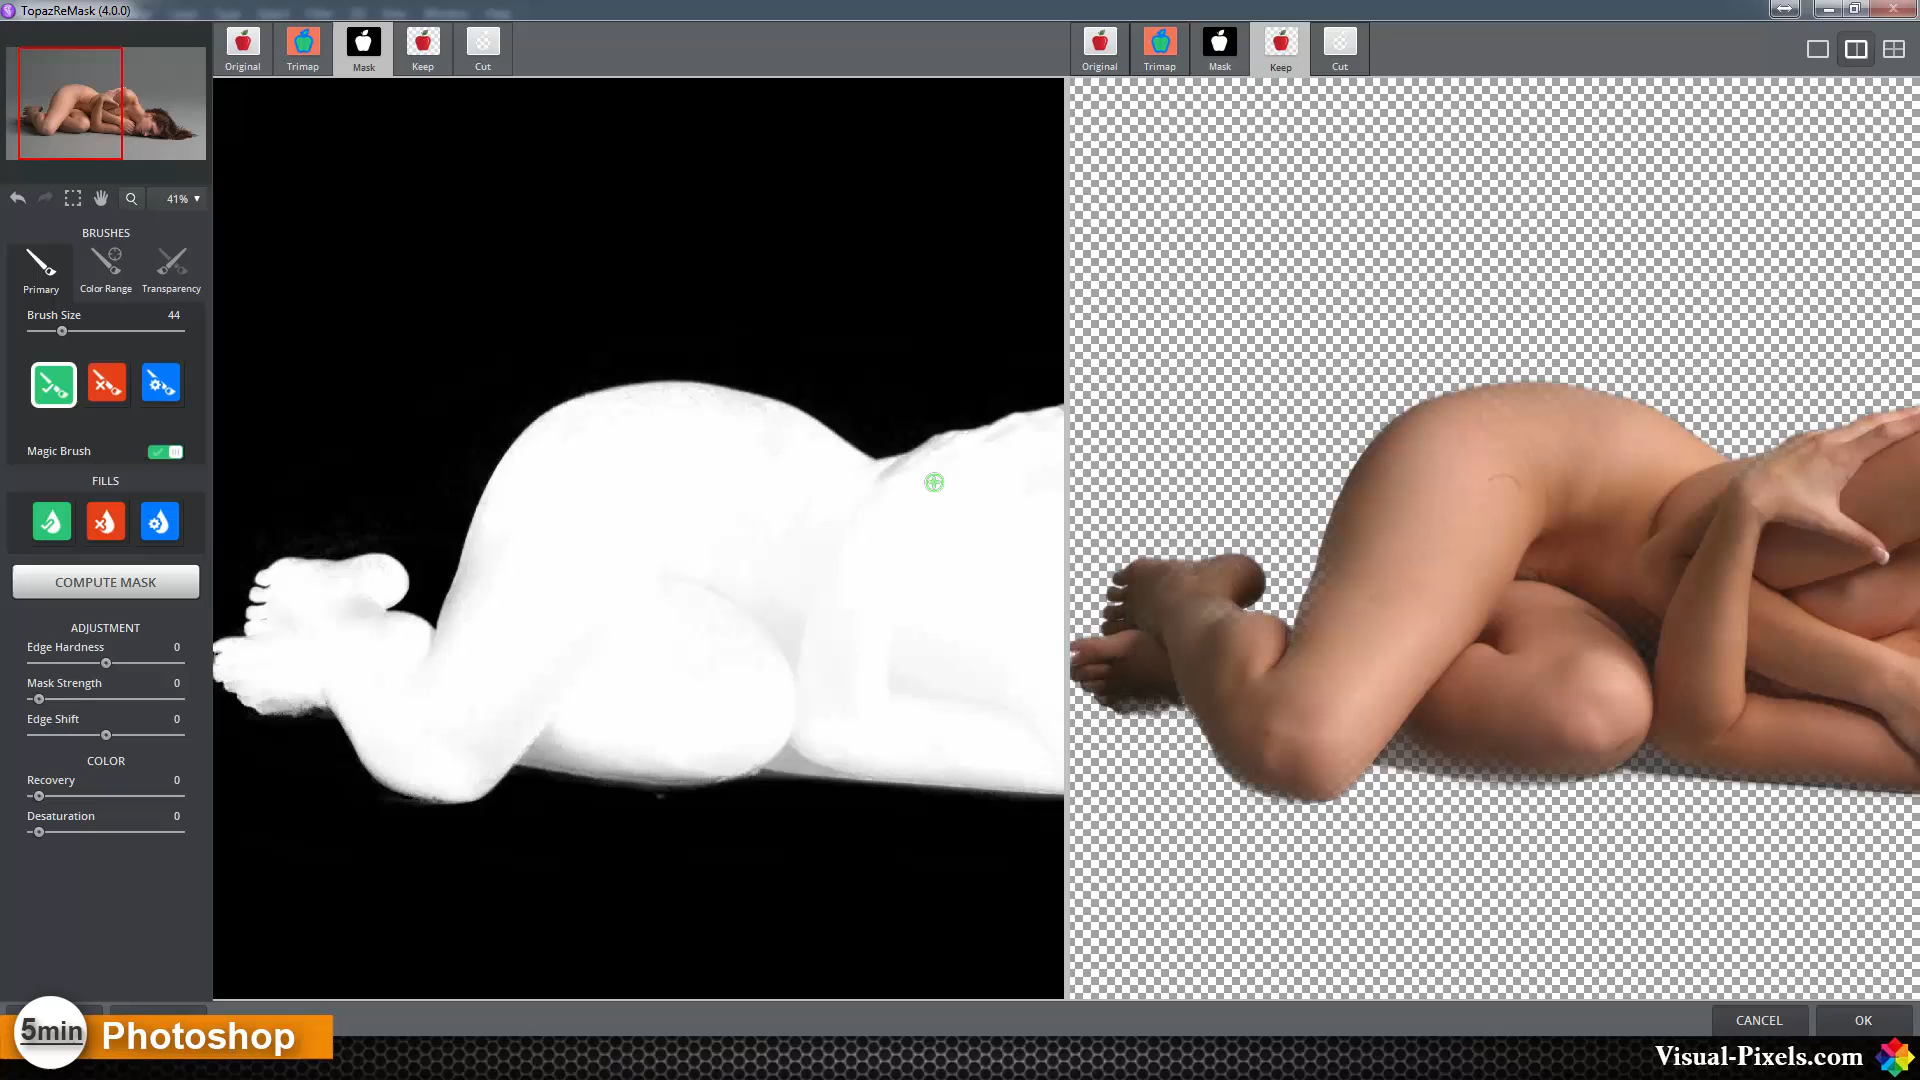 TopazReMask (4.0.0)
Original Trimap Mask Keep Cut
Original Trimap Mask Keep Cut
41%
BRUSHES
Primary Color Range Transparency
Brush Size 44
Magic Brush
FILLS
COMPUTE MASK
ADJUSTMENT
Edge Hardness 0
Mask Strength 0
Edge Shift 0
COLOR
Recovery 0
Desaturation 0
CANCEL OK
5min Photoshop
Visual-Pixels.com